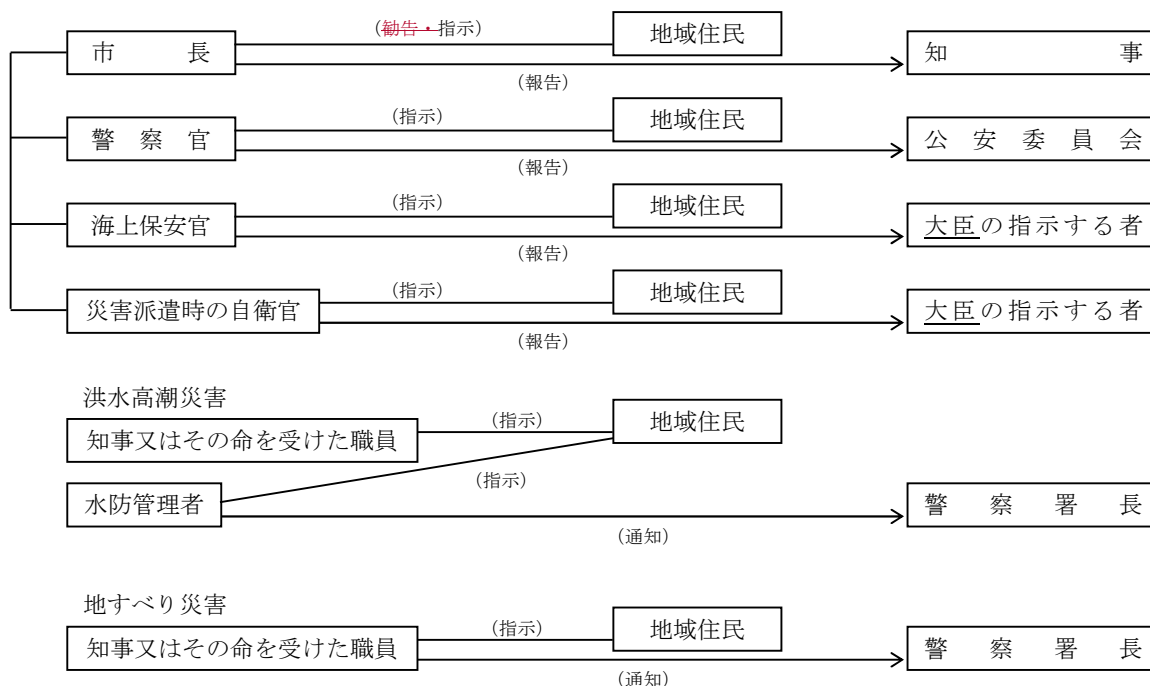 (勧告・指示)
地域住民
市長
知事
(報告)
(指示)
地域住民
警察官
公安委員会
(報告)
(指示)
地域住民
海上保安官
大臣の指示する者
(報告)
(指示)
地域住民
災害派遣時の自衛官
大臣の指示する者
(報告)
洪水高潮災害
(指示)
地域住民
知事又はその命を受けた職員
(指示)
水防管理者
警察署長
(通知)
地すべり災害
(指示)
地域住民
知事又はその命を受けた職員
警察署長
(通知)